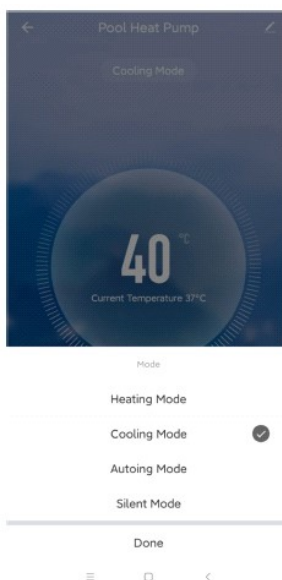 Pool Heat Pump
Cooling Mode
40 °C
Current Temperature 37°C
Mode
Heating Mode
Cooling Mode
Autoing Mode
Silent Mode
Done